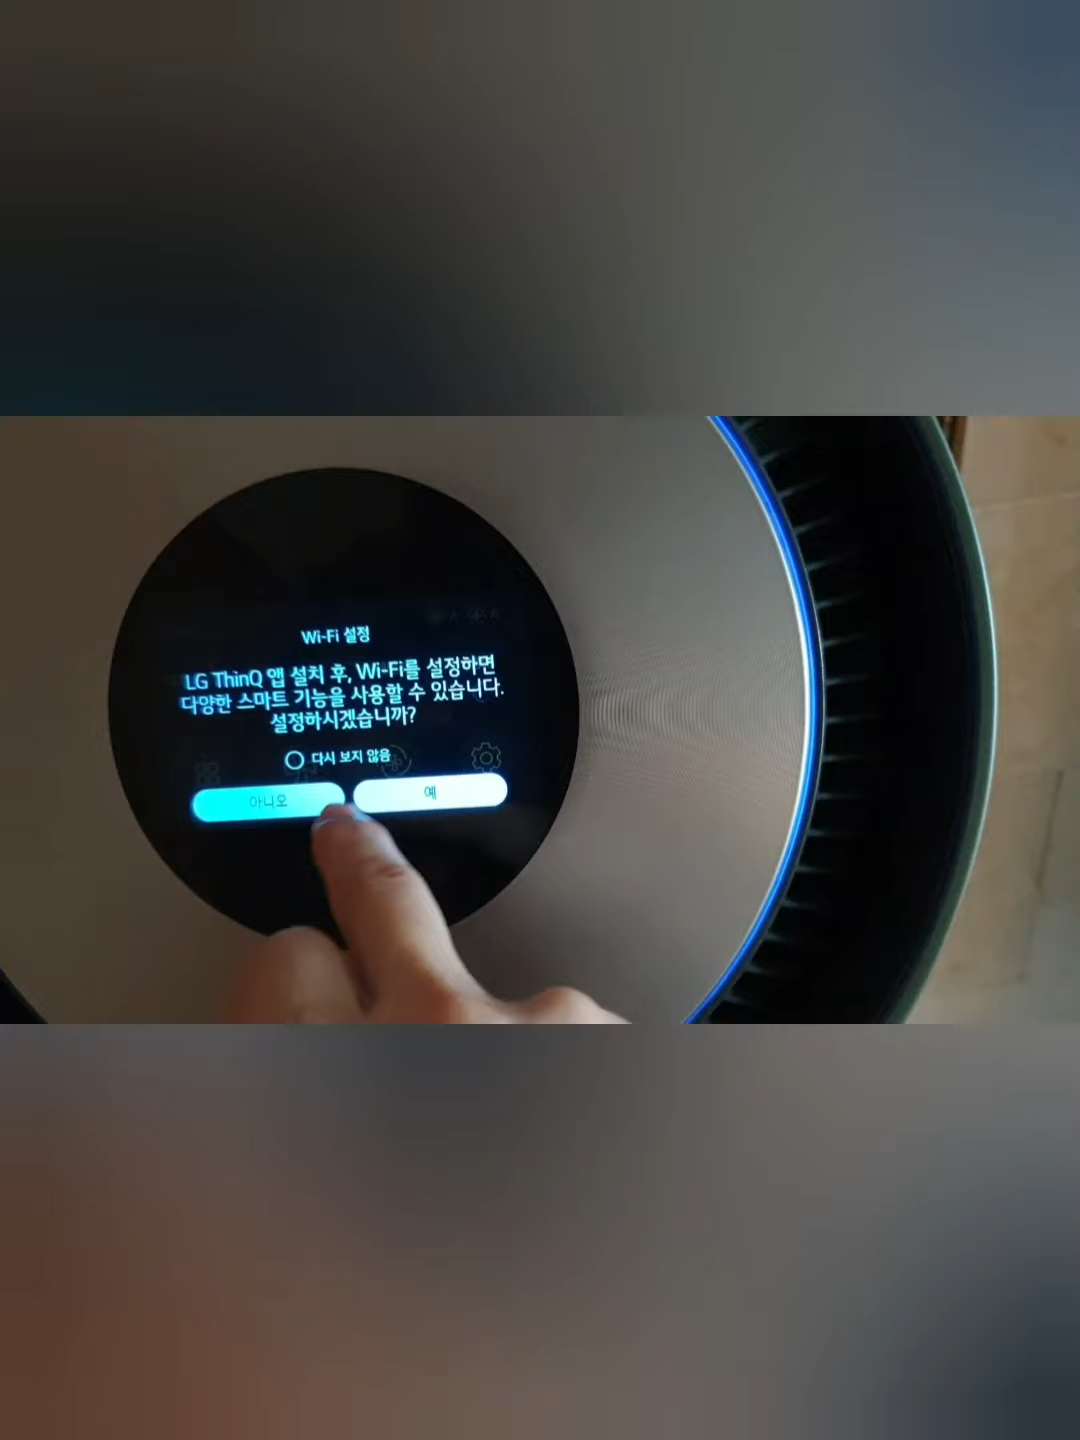 Wi-Fi 설정
LG ThinQ 앱 설치 후, Wi-Fi를 설정하면
다양한 스마트 기능을 사용할 수 있습니다.
설정하시겠습니까?
다시 보지 않음
아니오
예